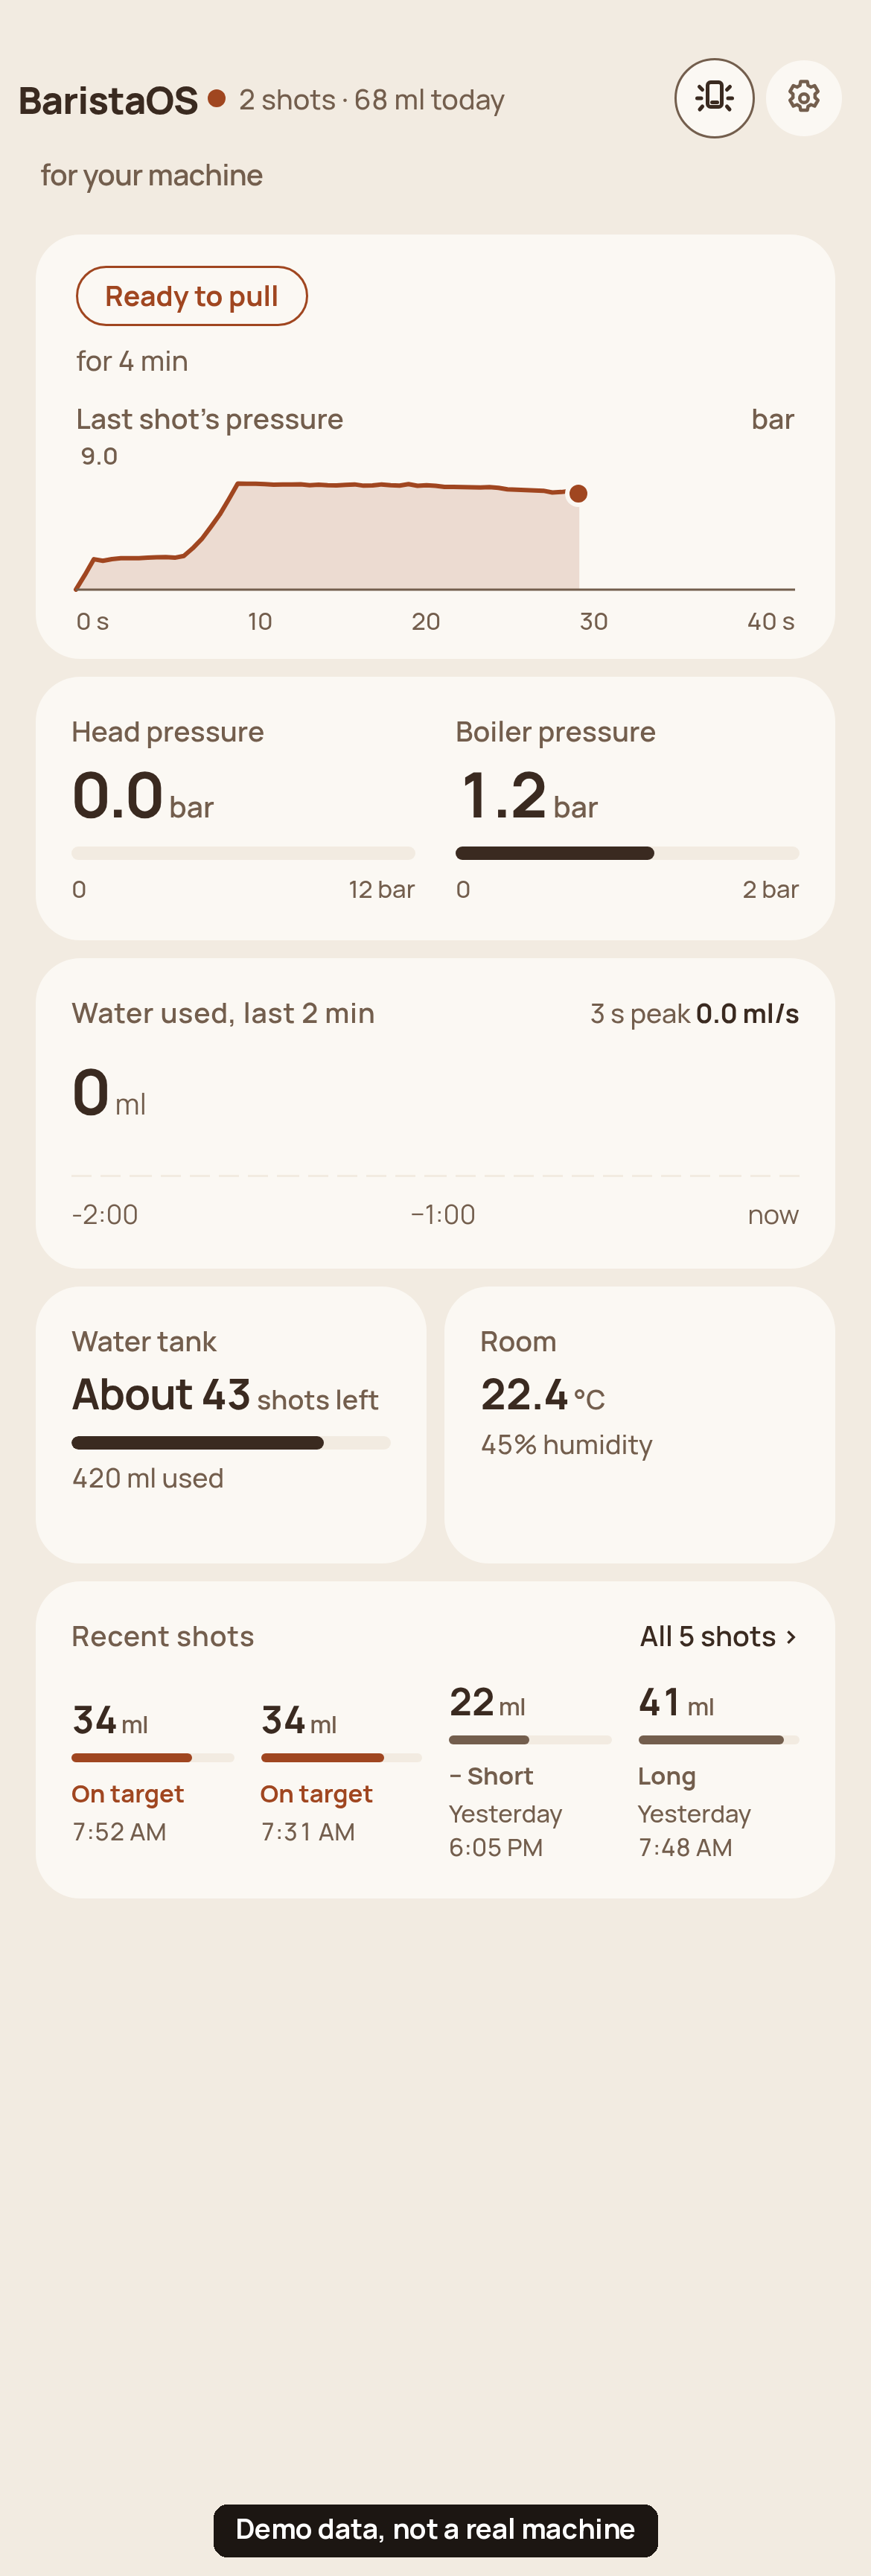 BaristaOS 2 shots · 68 ml today
for your machine
Ready to pull
for 4 min
Last shot's pressure bar
9.0
0 s 10 20 30 40 s
Head pressure Boiler pressure
0.0 bar 1.2 bar
0 12 bar 0 2 bar
Water used, last 2 min 3 s peak 0.0 ml/s
0 ml
-2:00 −1:00 now
Water tank Room
About 43 shots left 22.4 °C
420 ml used 45% humidity
Recent shots All 5 shots ›
34 ml 34 ml 22 ml 41 ml
On target On target – Short Long
7:52 AM 7:31 AM Yesterday 6:05 PM Yesterday 7:48 AM
Demo data, not a real machine